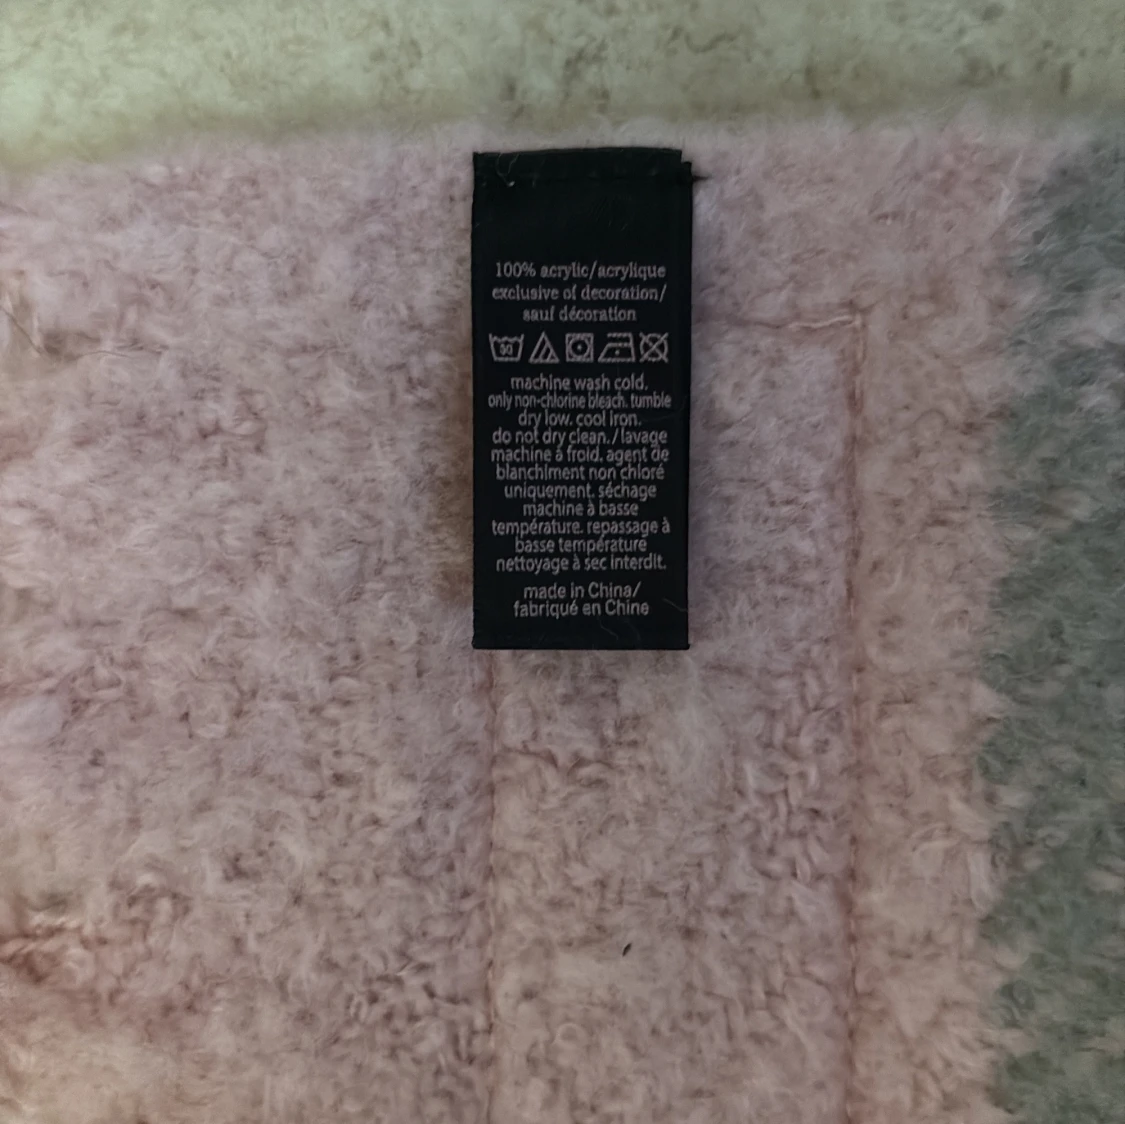 100% acrylic/acrylique
exclusive of decoration/
sauf décoration
30
machine wash cold.
only non-chlorine bleach. tumble
dry low. cool iron.
do not dry clean. / lavage
machine à froid. agent de
blanchiment non chloré
uniquement. séchage
machine à basse
température. repassage à
basse température
nettoyage à sec interdit.
made in China/
fabriqué en Chine